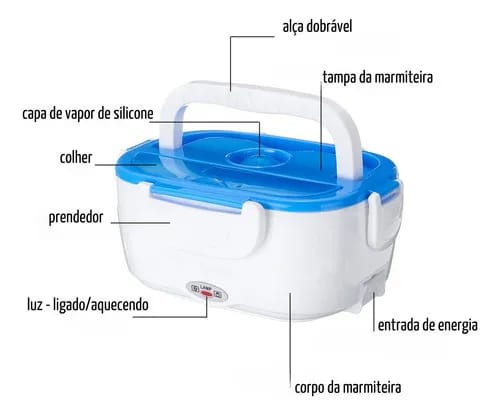 alça dobrável
tampa da marmiteira
capa de vapor de silicone
colher
prendedor
LAMP
luz - ligado/aquecendo
entrada de energia
corpo da marmiteira